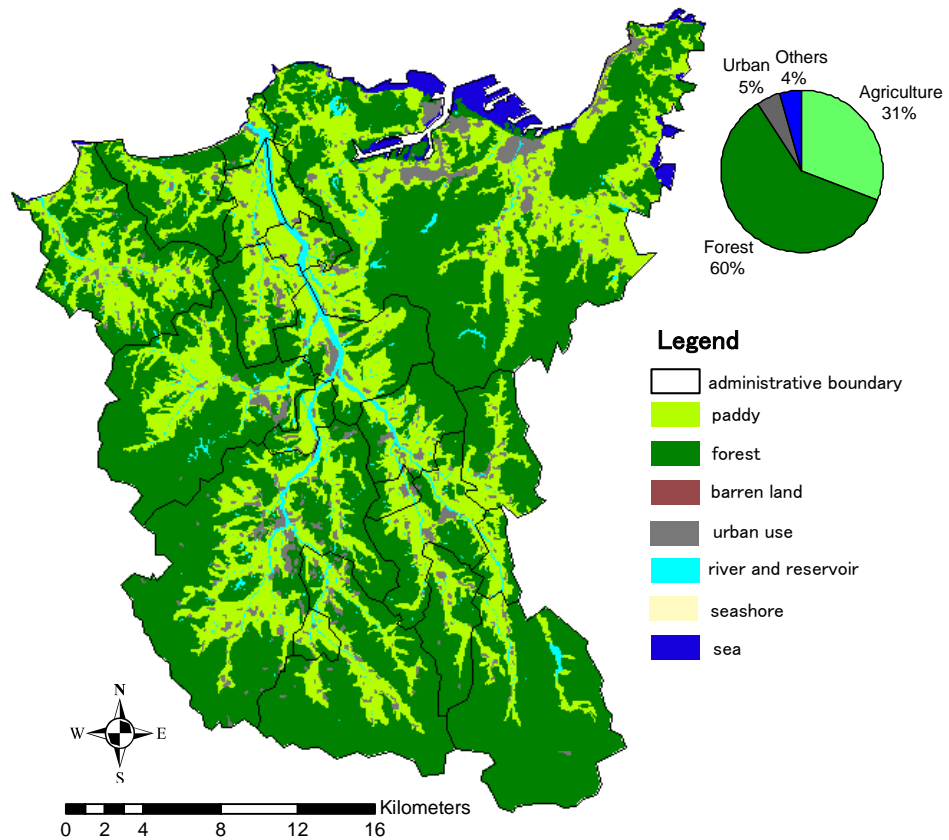 Urban
5%
Others
4%
Agriculture
31%
Forest
60%
Legend
administrative boundary
paddy
forest
barren land
urban use
river and reservoir
seashore
sea
N
W
E
S
Kilometers
0 2 4 8 12 16